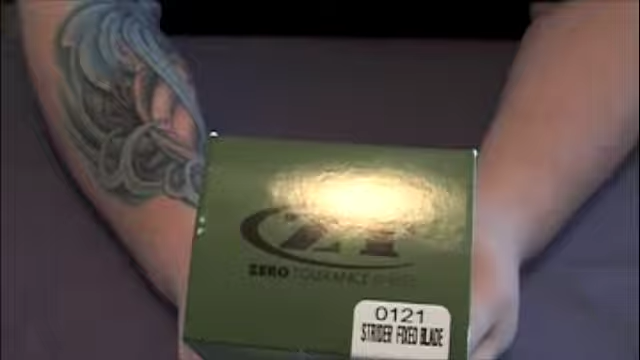 ZT
ZERO TOLERANCE KNIVES
0121
STRIDER FIXED BLADE